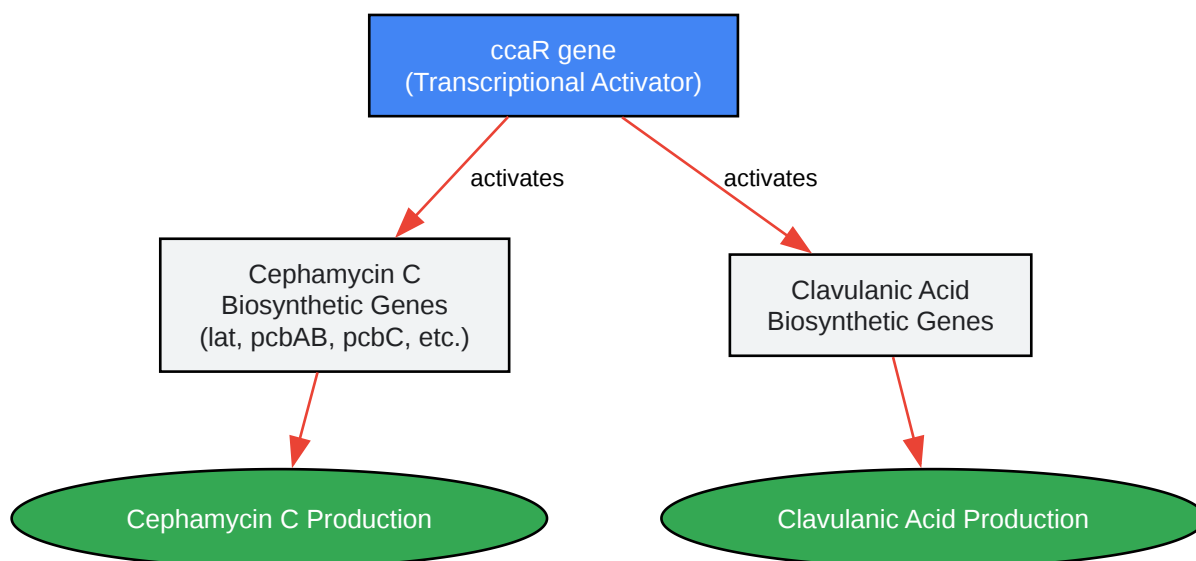 ccaR gene
(Transcriptional Activator)
activates
activates
Cephamycin C
Biosynthetic Genes
(lat, pcbAB, pcbC, etc.)
Clavulanic Acid
Biosynthetic Genes
Cephamycin C Production
Clavulanic Acid Production